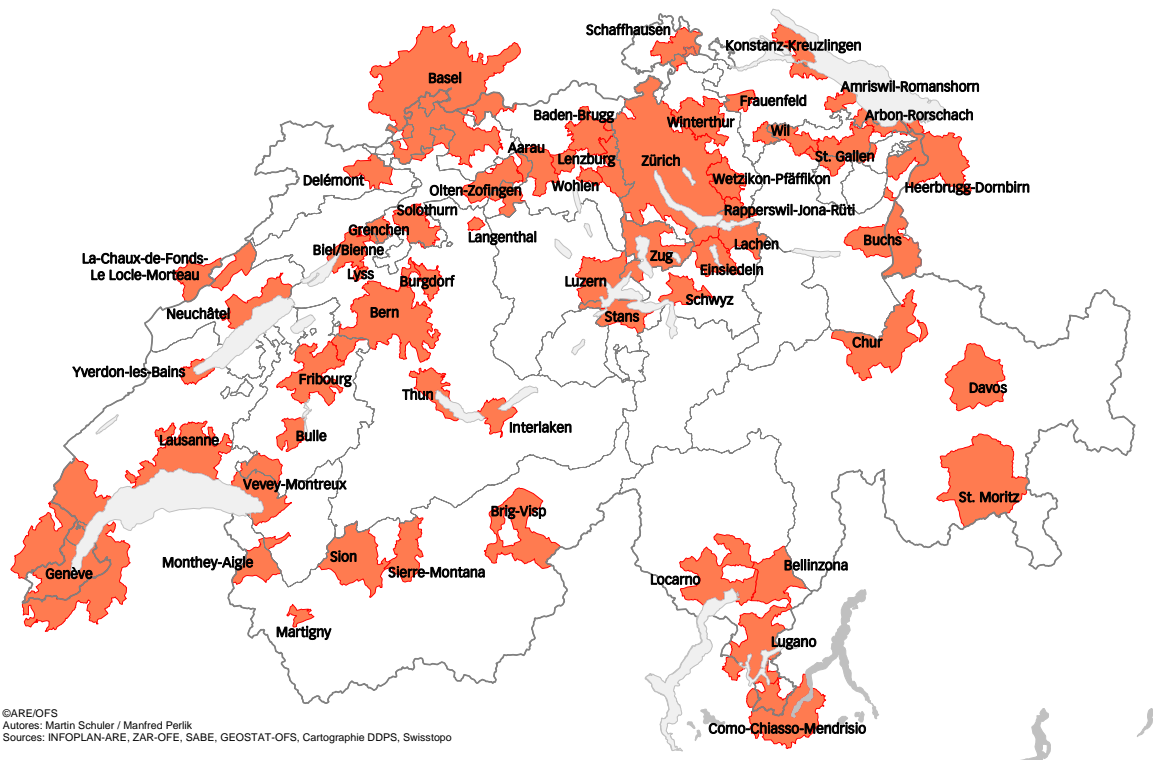 Schaffhausen
Konstanz-Kreuzlingen
Basel
Amriswil-Romanshorn
Frauenfeld
Baden-Brugg
Arbon-Rorschach
Winterthur
Wil
Aarau
Lenzburg
Zürich
St. Gallen
Delémont
Wetzikon-Pfäffikon
Olten-Zofingen
Wohlen
Heerbrugg-Dornbirn
Solothurn
Rapperswil-Jona-Rüti
Grenchen
Langenthal
Biel/Bienne
Lachen
Buchs
La-Chaux-de-Fonds-
Le Locle-Morteau
Zug
Lyss
Einsiedeln
Burgdorf
Luzern
Schwyz
Neuchâtel
Bern
Stans
Chur
Yverdon-les-Bains
Fribourg
Davos
Thun
Interlaken
Bulle
Lausanne
Vevey-Montreux
St. Moritz
Brig-Visp
Sion
Monthey-Aigle
Bellinzona
Genève
Sierre-Montana
Locarno
Martigny
Lugano
Como-Chiasso-Mendrisio
©ARE/OFS
Autores: Martin Schuler / Manfred Perlik
Sources: INFOPLAN-ARE, ZAR-OFE, SABE, GEOSTAT-OFS, Cartographie DDPS, Swisstopo